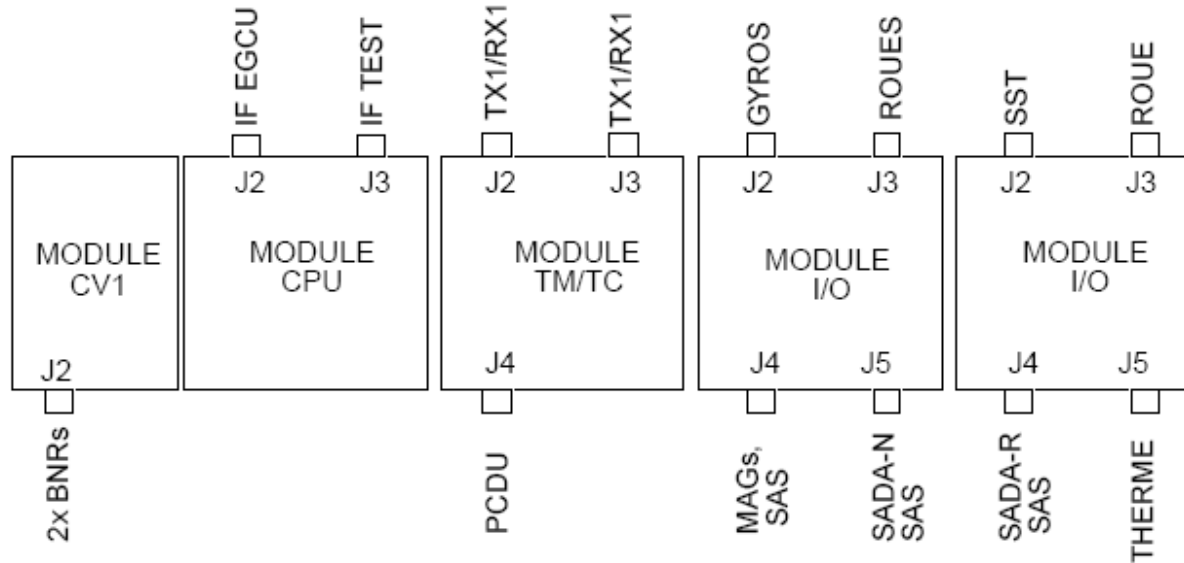 IF EGCU
IF TEST
TX1/RX1
TX1/RX1
GYROS
ROUES
SST
ROUE
J2
J3
J2
J3
J2
J3
J2
J3
MODULE
CV1
MODULE
CPU
MODULE
TM/TC
MODULE
I/O
MODULE
I/O
J2
J4
J4
J5
J4
J5
2x BNRs
PCDU
MAGs,
SAS
SADA-N
SAS
SADA-R
SAS
THERME